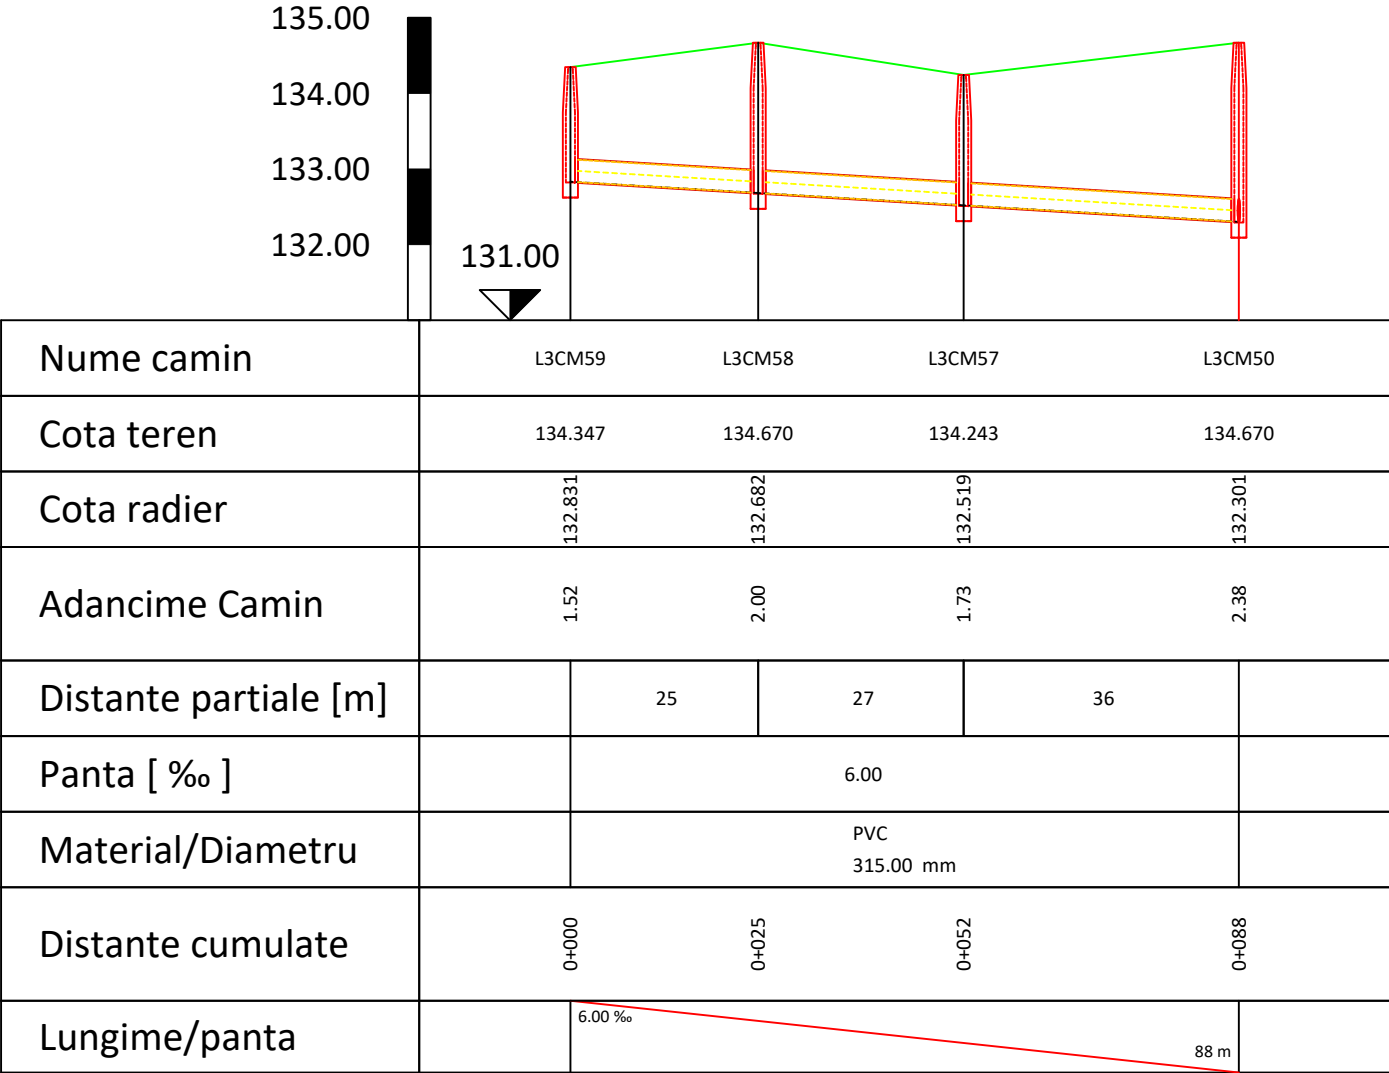 135.00
134.00
133.00
132.00
131.00
Nume camin L3CM59 L3CM58 L3CM57 L3CM50
Cota teren 134.347 134.670 134.243 134.670
Cota radier 132.831 132.682 132.519 132.301
Adancime Camin 1.52 2.00 1.73 2.38
Distante partiale [m] 25 27 36
Panta [ ‰ ] 6.00
Material/Diametru PVC
315.00 mm
Distante cumulate 0+000 0+025 0+052 0+088
Lungime/panta 6.00 ‰ 88 m